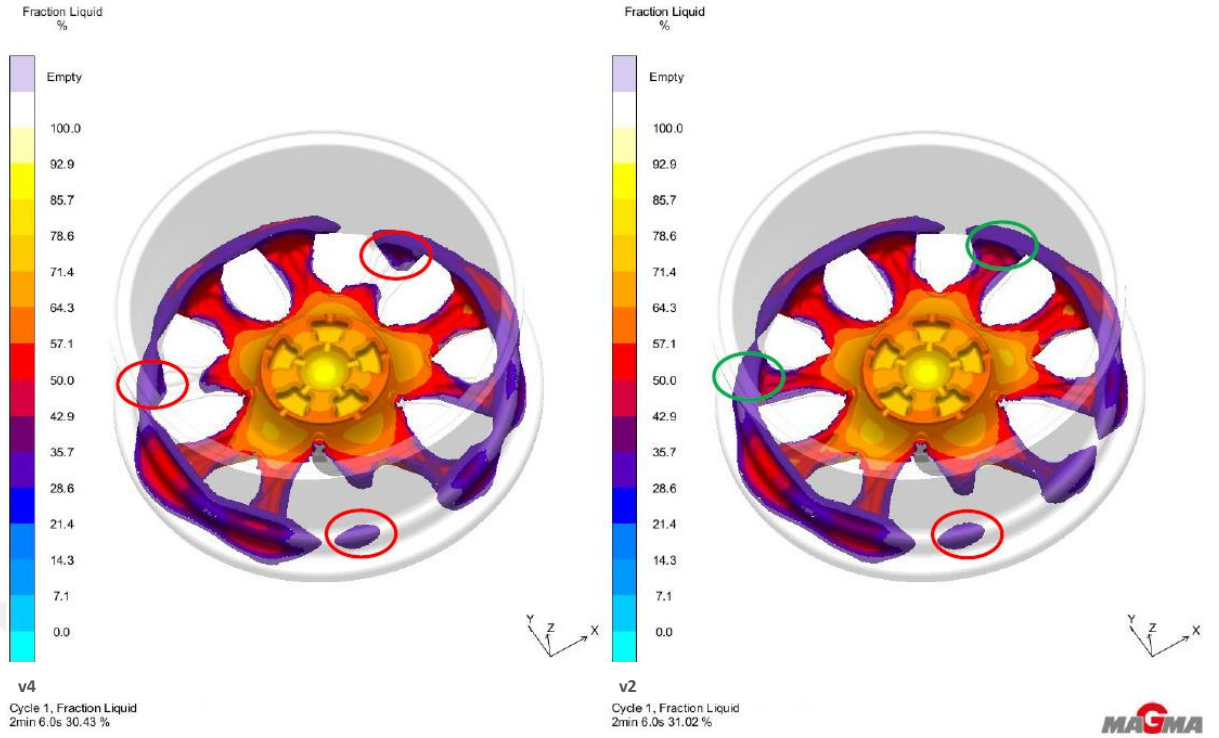 Fraction Liquid
%
Empty
100.0
92.9
85.7
78.6
71.4
64.3
57.1
50.0
42.9
35.7
28.6
21.4
14.3
7.1
0.0
Y
Z
X
v4
Cycle 1, Fraction Liquid
2min 6.0s 30.43 %
Fraction Liquid
%
Empty
100.0
92.9
85.7
78.6
71.4
64.3
57.1
50.0
42.9
35.7
28.6
21.4
14.3
7.1
0.0
Y
Z
X
v2
Cycle 1, Fraction Liquid
2min 6.0s 31.02 %
MAGMA